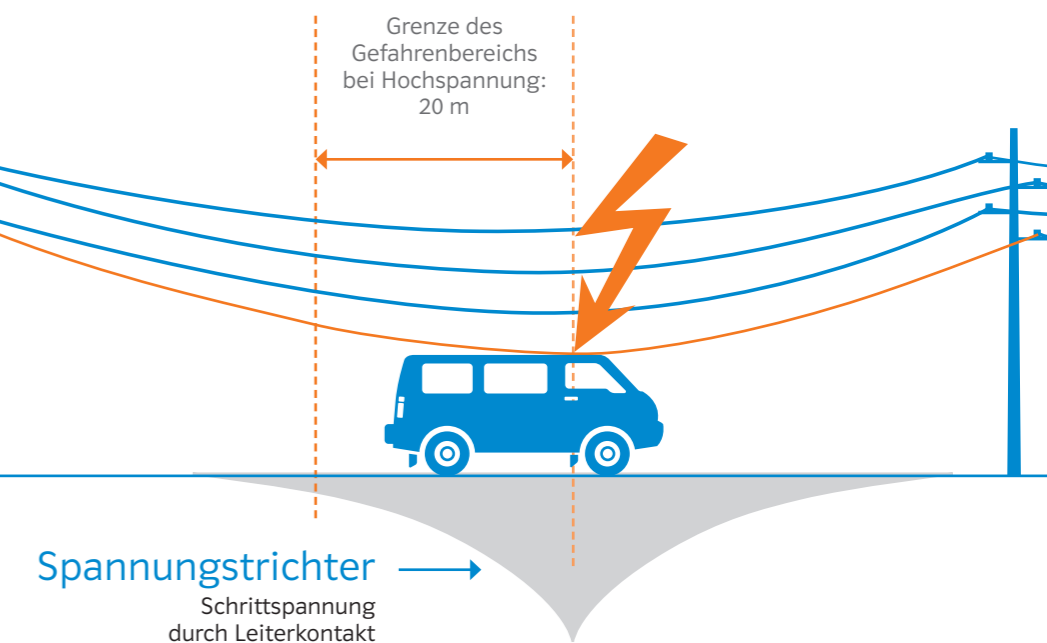 Grenze des
Gefahrenbereichs
bei Hochspannung:
20 m
Spannungstrichter
Schrittspannung
durch Leiterkontakt